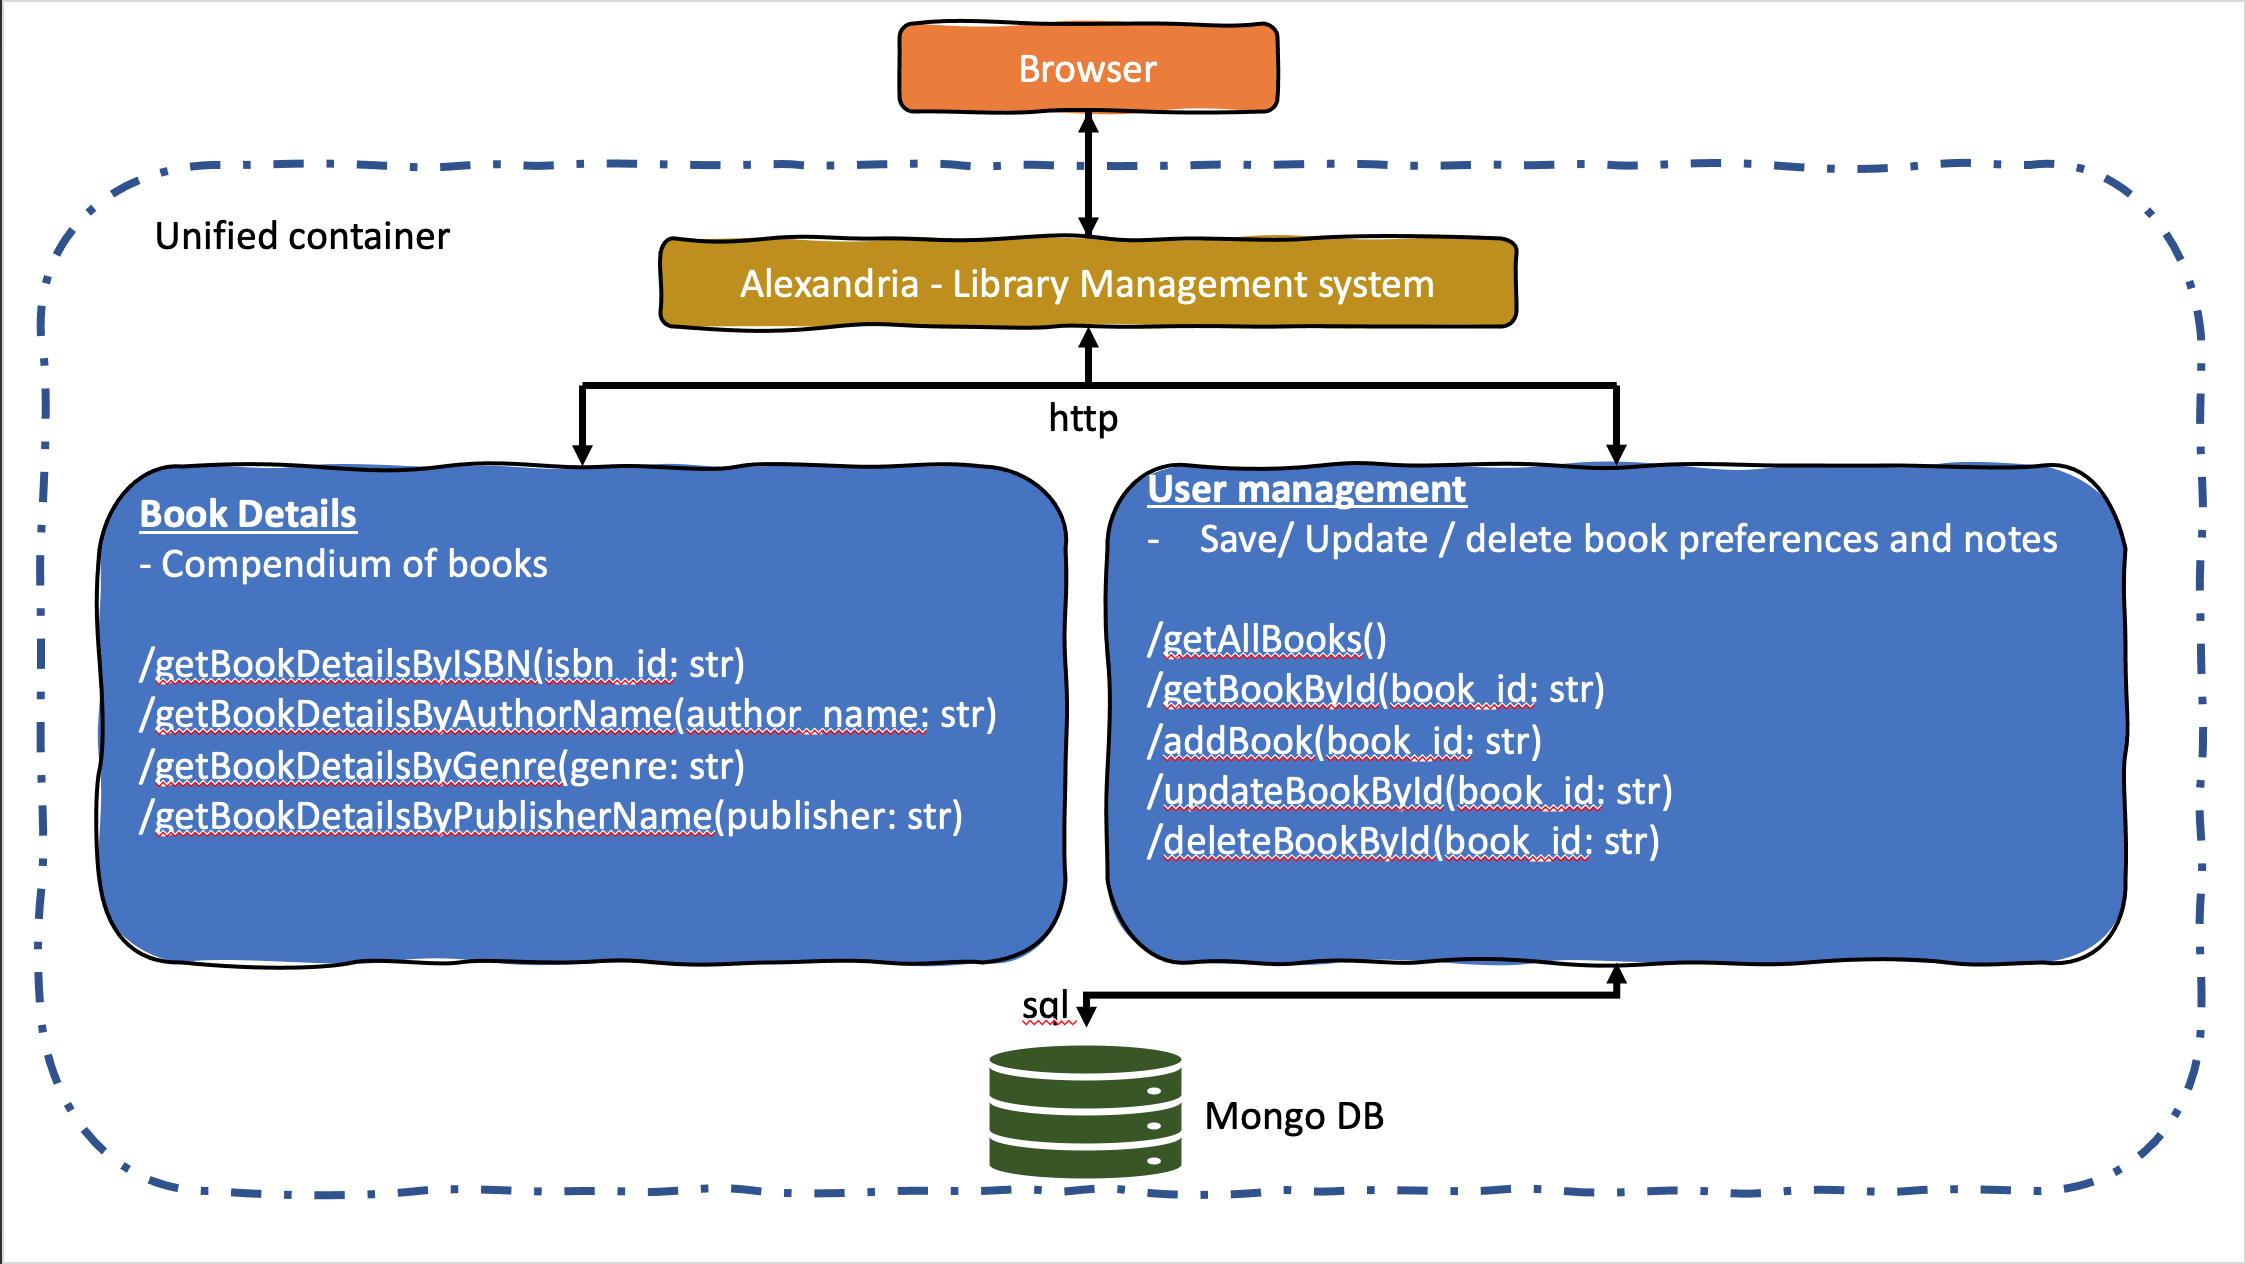 Browser
Unified container
Alexandria - Library Management system
http
Book Details
- Compendium of books
/getBookDetailsByISBN(isbn_id: str)
/getBookDetailsByAuthorName(author_name: str)
/getBookDetailsByGenre(genre: str)
/getBookDetailsByPublisherName(publisher: str)
User management
- Save/ Update / delete book preferences and notes
/getAllBooks()
/getBookById(book_id: str)
/addBook(book_id: str)
/updateBookById(book_id: str)
/deleteBookById(book_id: str)
sql
Mongo DB